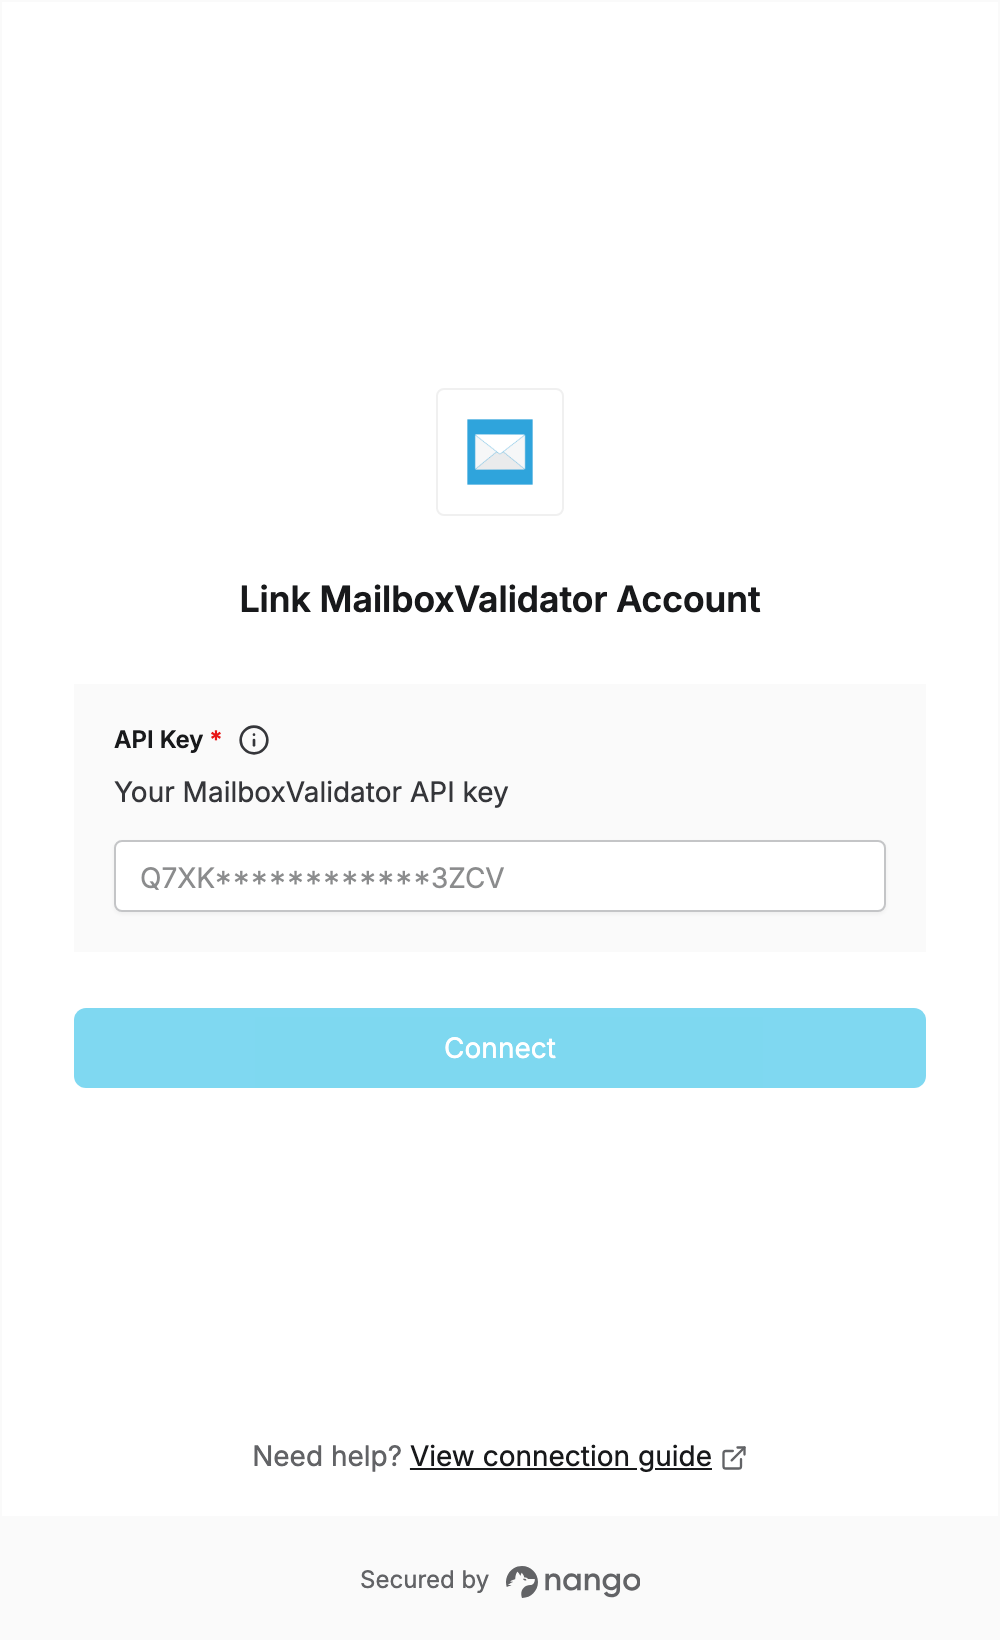 Link MailboxValidator Account
API Key *
Your MailboxValidator API key
Q7XK************3ZCV
Connect
Need help? View connection guide
Secured by nango